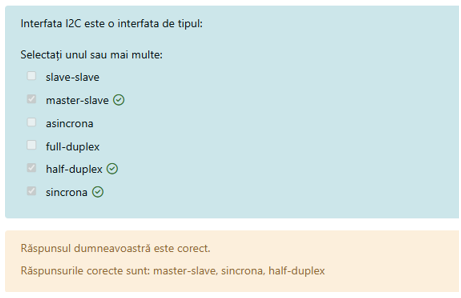 Interfata I2C este o interfata de tipul:
Selectați unul sau mai multe:
slave-slave
master-slave
asincrona
full-duplex
half-duplex
sincrona
Răspunsul dumneavoastră este corect.
Răspunsurile corecte sunt: master-slave, sincrona, half-duplex